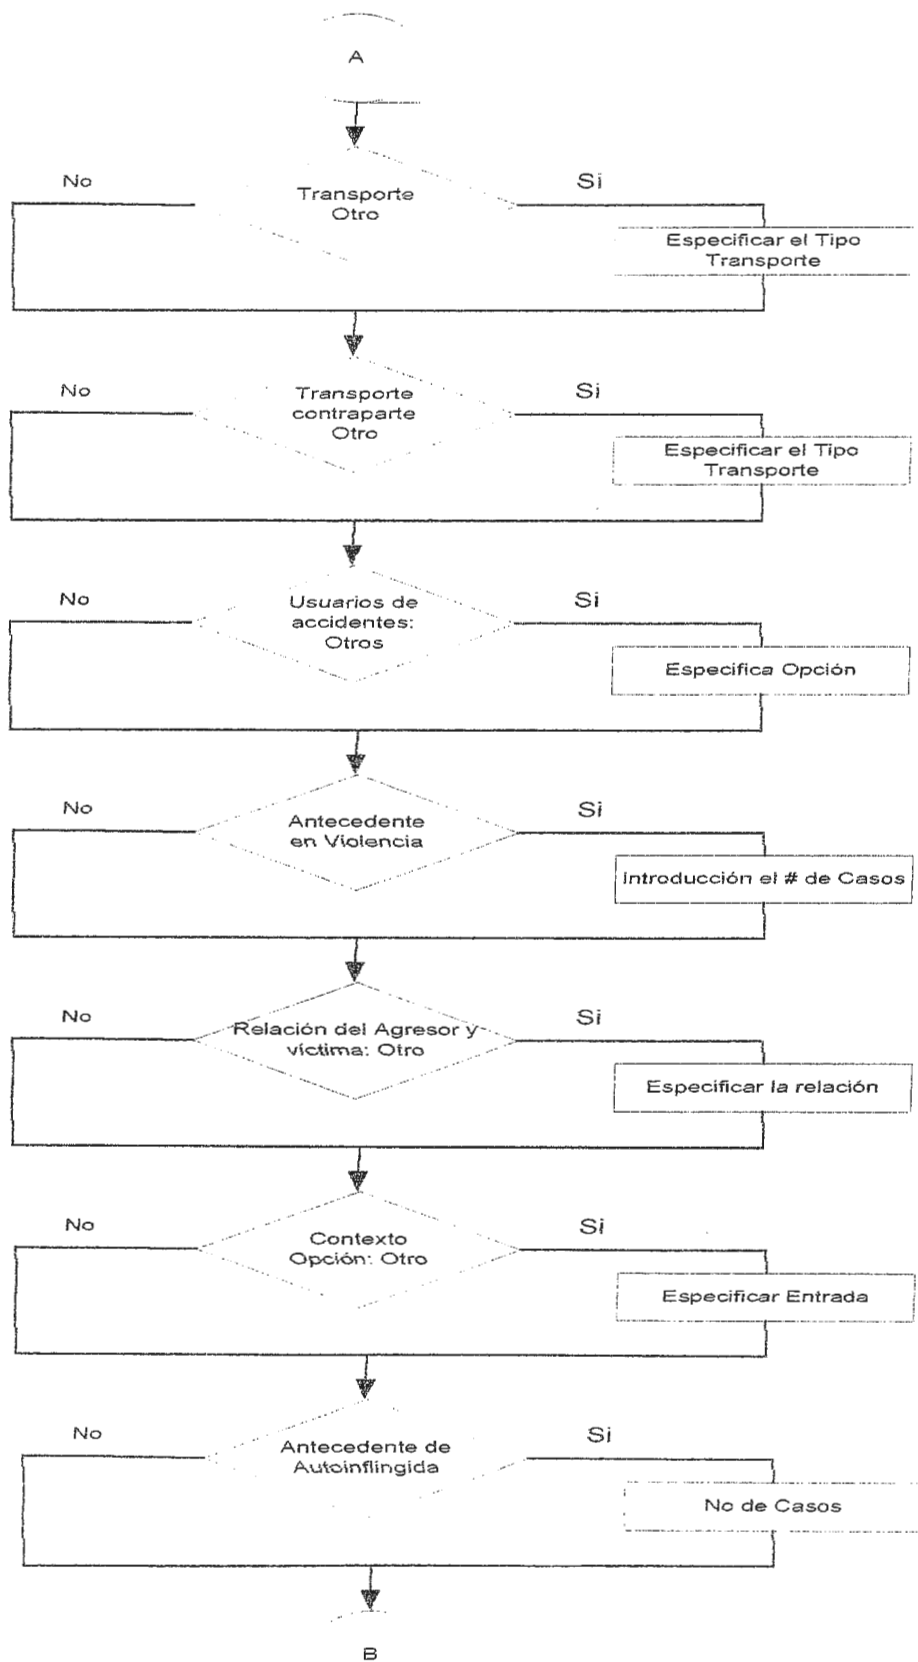 A
No
Si
Transporte
Otro
Especificar el Tipo
Transporte
No
Si
Transporte
contraparte
Otro
Especificar el Tipo
Transporte
No
Si
Usuarios de
accidentes:
Otros
Especifica Opción
No
Si
Antecedente
en Violencia
Introducción el # de Casos
No
Si
Relación del Agresor y
víctima: Otro
Especificar la relación
No
Si
Contexto
Opción: Otro
Especificar Entrada
No
Si
Antecedente de
Autoinflingida
No de Casos
B